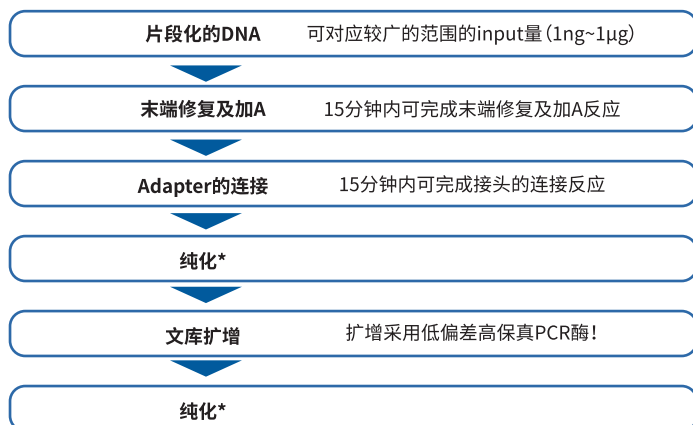 片段化的DNA 可对应较广的范围的input量（1ng~1μg）
末端修复及加A 15分钟内可完成末端修复及加A反应
Adapter的连接 15分钟内可完成接头的连接反应
纯化*
文库扩增 扩增采用低偏差高保真PCR酶！
纯化*